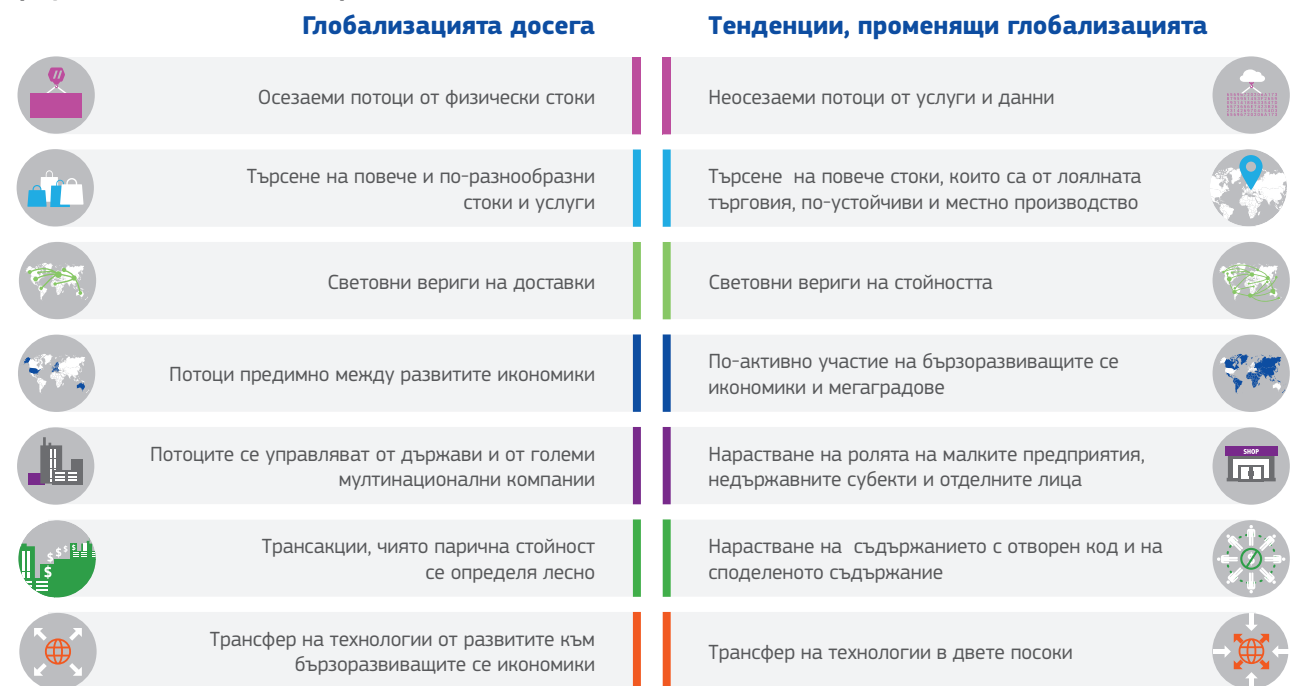 Глобализацията досега
Тенденции, променящи глобализацията
Осезаеми потоци от физически стоки
Неосезаеми потоци от услуги и данни
Търсене на повече и по-разнообразни
стоки и услуги
Търсене на повече стоки, които са от лоялната
търговия, по-устойчиви и местно производство
Световни вериги на доставки
Световни вериги на стойността
Потоци предимно между развитите икономики
По-активно участие на бързоразвиващите се
икономики и мегаградове
Потоците се управляват от държави и от големи
мултинационални компании
Нарастване на ролята на малките предприятия,
недържавните субекти и отделните лица
SHOP
Трансакции, чиято парична стойност
се определя лесно
Нарастване на съдържанието с отворен код и на
споделеното съдържание
Трансфер на технологии от развитите към
бързоразвиващите се икономики
Трансфер на технологии в двете посоки